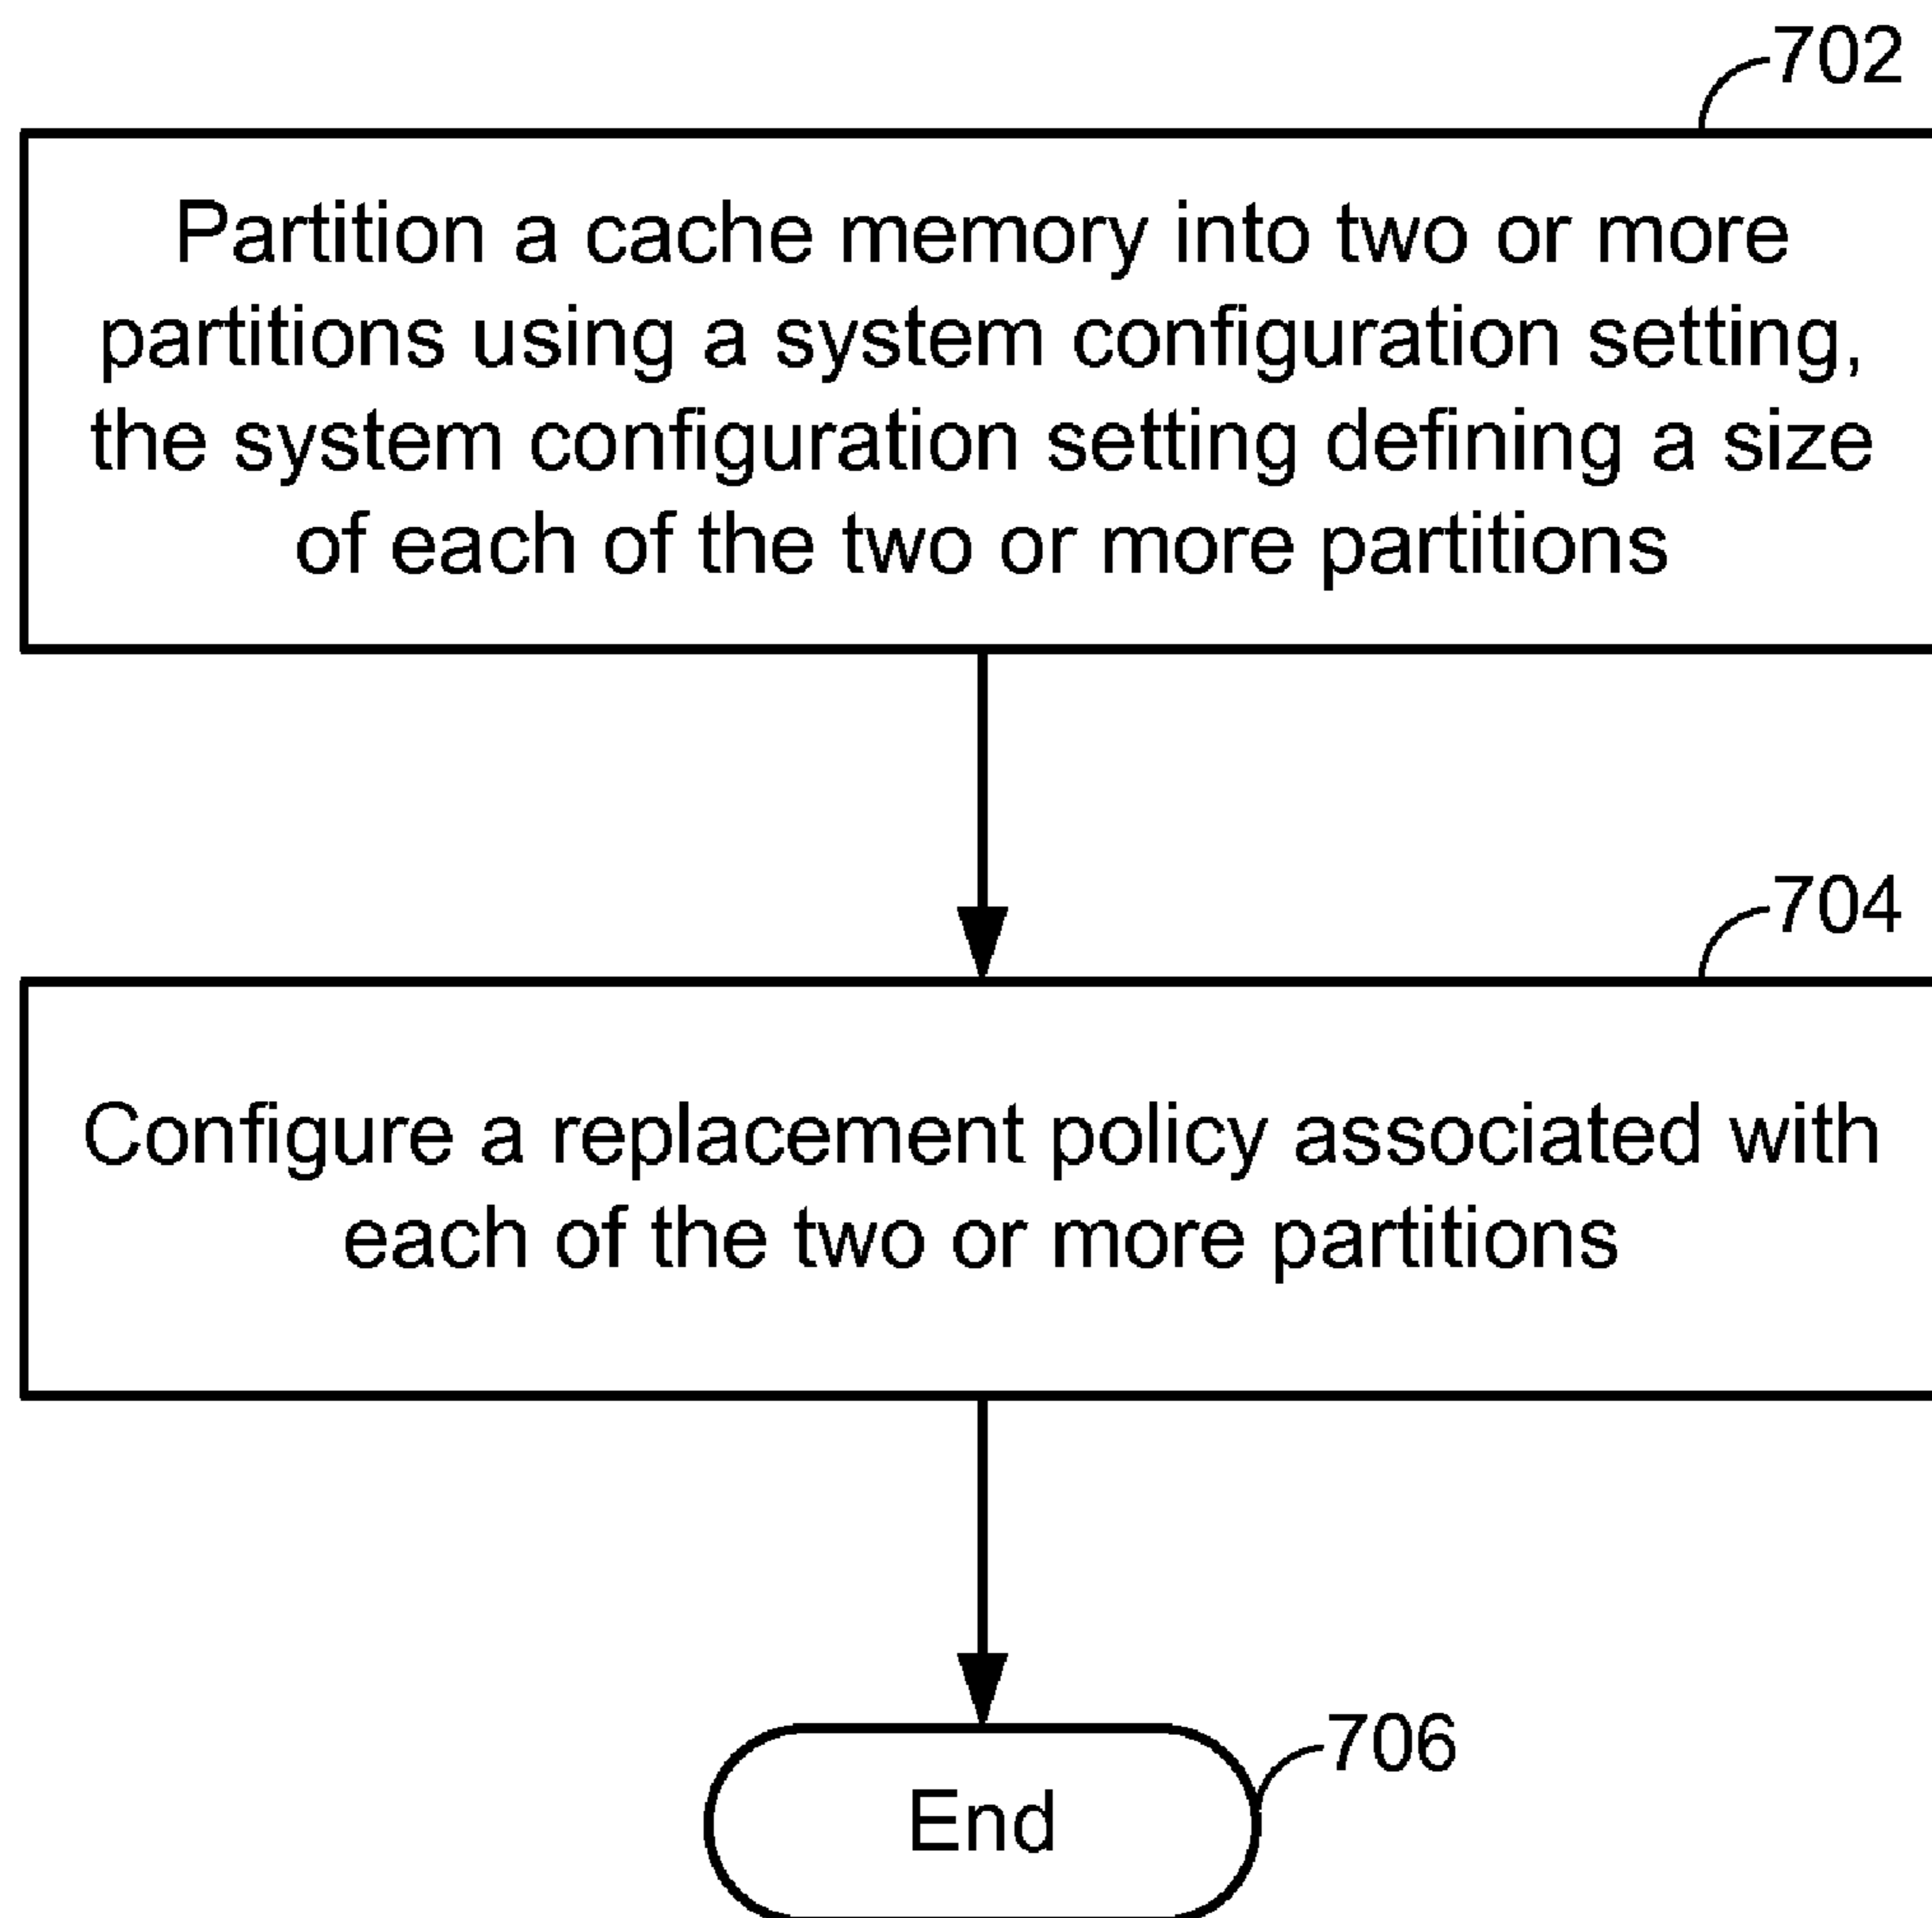 702
Partition a cache memory into two or more
partitions using a system configuration setting,
the system configuration setting defining a size
of each of the two or more partitions
704
Configure a replacement policy associated with
each of the two or more partitions
706
End